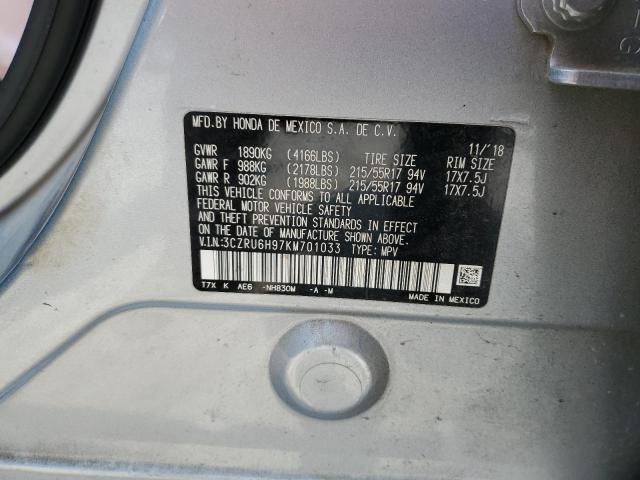 MFD.BY HONDA DE MEXICO S.A. DE C.V.
11/'18
GVWR 1890KG (4166LBS) TIRE SIZE RIM SIZE
GAWR F 988KG (2178LBS) 215/55R17 94V 17X7.5J
GAWR R 902KG (1988LBS) 215/55R17 94V 17X7.5J
THIS VEHICLE CONFORMS TO ALL APPLICABLE
FEDERAL MOTOR VEHICLE SAFETY
AND THEFT PREVENTION STANDARDS IN EFFECT
ON THE DATE OF MANUFACTURE SHOWN ABOVE.
V.I.N:3CZRU6H97KM701033 TYPE: MPV
T7X K AE6 -NH830M -A -M
MADE IN MEXICO